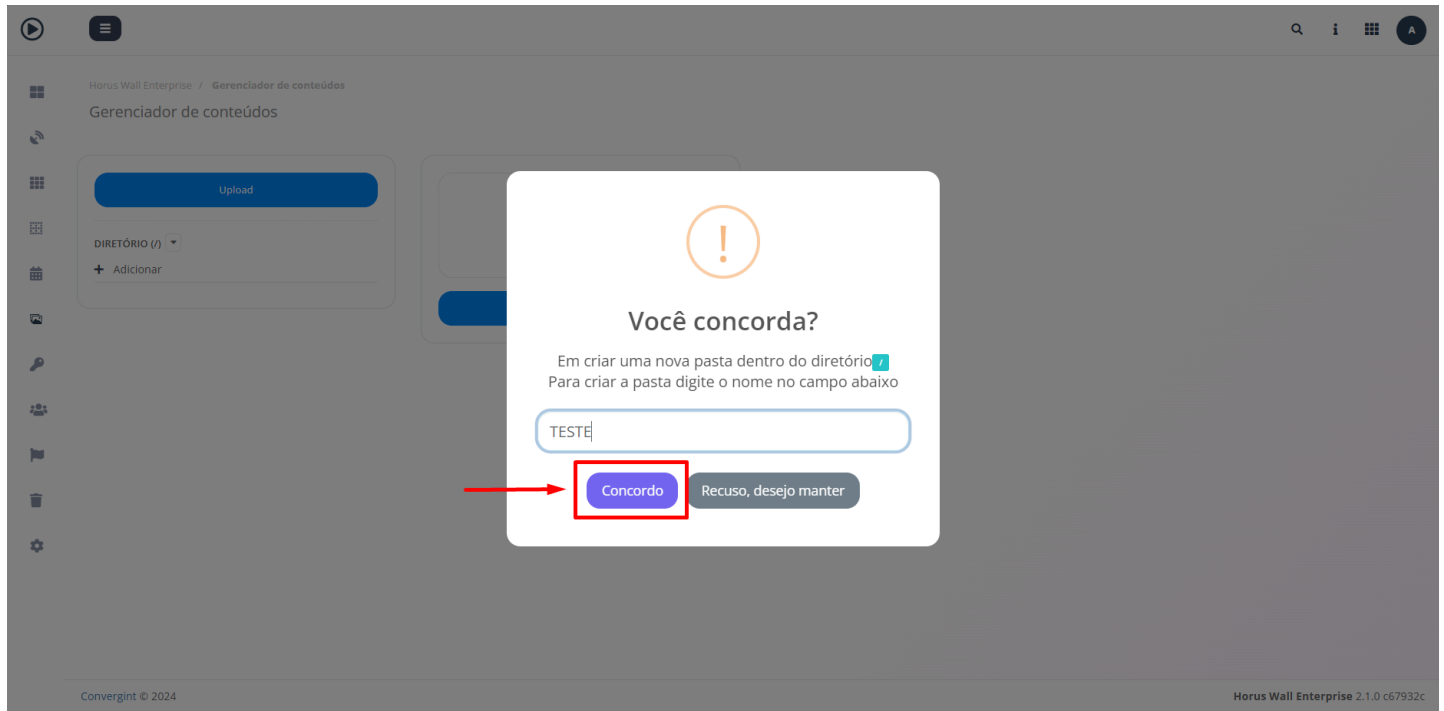 A
Horus Wall Enterprise / Gerenciador de conteúdos
Gerenciador de conteúdos
Upload
DIRETÓRIO (/)
+ Adicionar
!
Você concorda?
Em criar uma nova pasta dentro do diretório /
Para criar a pasta digite o nome no campo abaixo
TESTE
Concordo
Recuso, desejo manter
Convergint © 2024
Horus Wall Enterprise 2.1.0 c67932c